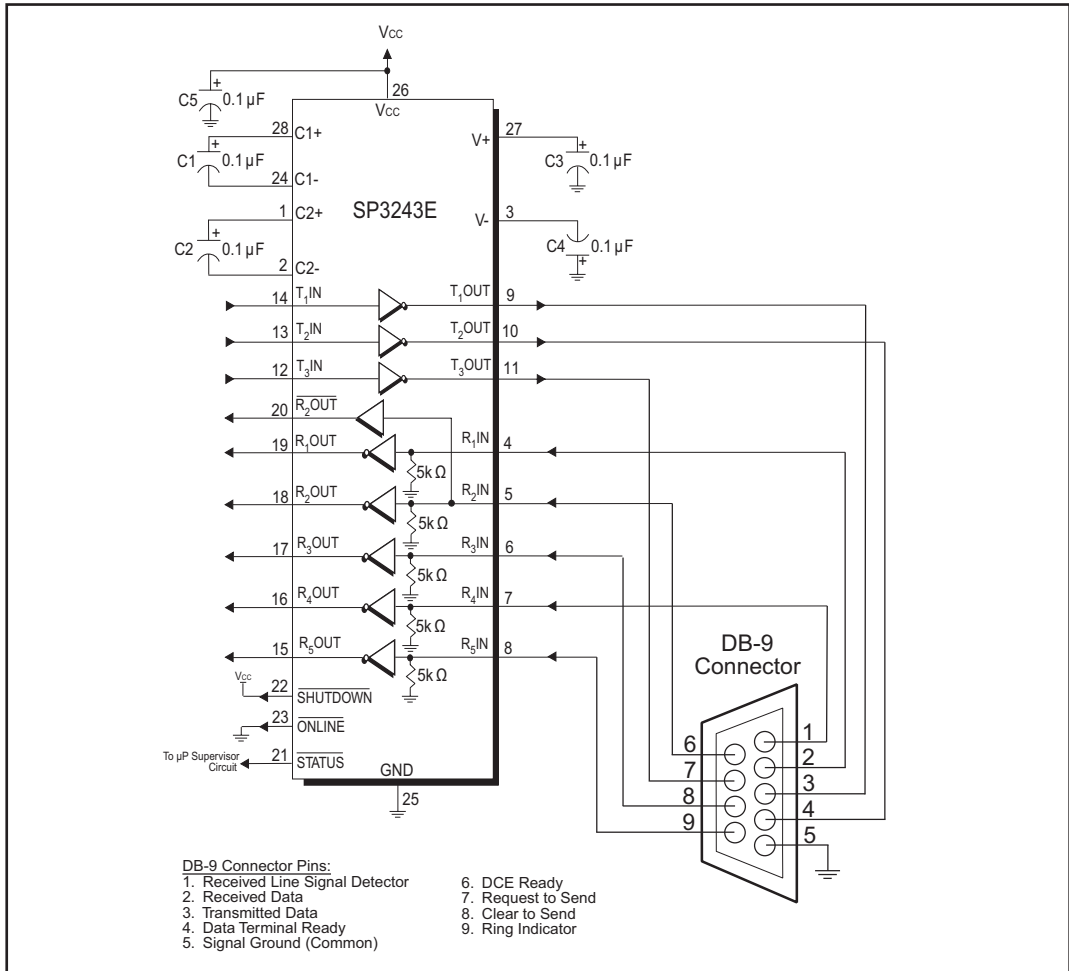 VCC
26
VCC
C5
+
0.1 µF
28
C1+
C1
+
0.1 µF
24
C1-
1
C2+
C2
+
0.1 µF
2
C2-
SP3243E
V+
27
C3
+
0.1 µF
V-
3
C4
0.1 µF
+
14
T1IN
T1OUT
9
13
T2IN
T2OUT
10
12
T3IN
T3OUT
11
20
R2OUT
19
R1OUT
R1IN
4
5k Ω
18
R2OUT
R2IN
5
5k Ω
17
R3OUT
R3IN
6
5k Ω
16
R4OUT
R4IN
7
5k Ω
15
R5OUT
R5IN
8
5k Ω
VCC
22
SHUTDOWN
23
ONLINE
To µP Supervisor
Circuit
21
STATUS
GND
25
DB-9
Connector
6
7
8
9
1
2
3
4
5
DB-9 Connector Pins:
1. Received Line Signal Detector
2. Received Data
3. Transmitted Data
4. Data Terminal Ready
5. Signal Ground (Common)
6. DCE Ready
7. Request to Send
8. Clear to Send
9. Ring Indicator